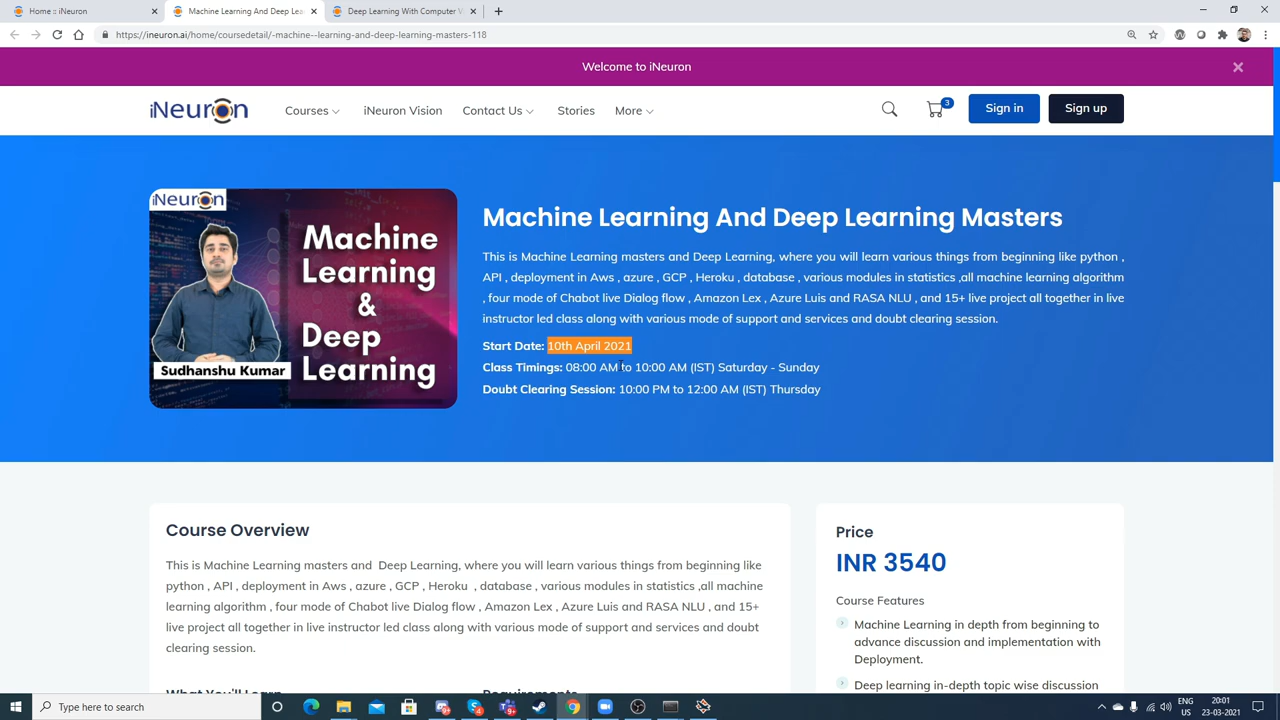 Home :: iNeuron
Machine Learning And Deep Lea
Deep Learning With Computer V
https://ineuron.ai/home/coursedetail/-machine--learning-and-deep-learning-masters-118
Welcome to iNeuron
iNeuron
Courses
iNeuron Vision
Contact Us
Stories
More
3
Sign in
Sign up
iNeuron
Machine
Learning
&
Deep
Learning
Sudhanshu Kumar
Machine Learning And Deep Learning Masters
This is Machine Learning masters and Deep Learning, where you will learn various things from beginning like python ,
API , deployment in Aws , azure , GCP , Heroku , database , various modules in statistics ,all machine learning algorithm
, four mode of Chabot live Dialog flow , Amazon Lex , Azure Luis and RASA NLU , and 15+ live project all together in live
instructor led class along with various mode of support and services and doubt clearing session.
Start Date: 10th April 2021
Class Timings: 08:00 AM to 10:00 AM (IST) Saturday - Sunday
Doubt Clearing Session: 10:00 PM to 12:00 AM (IST) Thursday
Course Overview
This is Machine Learning masters and Deep Learning, where you will learn various things from beginning like
python , API , deployment in Aws , azure , GCP , Heroku , database , various modules in statistics ,all machine
learning algorithm , four mode of Chabot live Dialog flow , Amazon Lex , Azure Luis and RASA NLU , and 15+
live project all together in live instructor led class along with various mode of support and services and doubt
clearing session.
What You'll Learn
Requirements
Price
INR 3540
Course Features
Machine Learning in depth from beginning to
advance discussion and implementation with
Deployment.
Deep learning in-depth topic wise discussion
Type here to search
ENG
US
20:01
23-03-2021